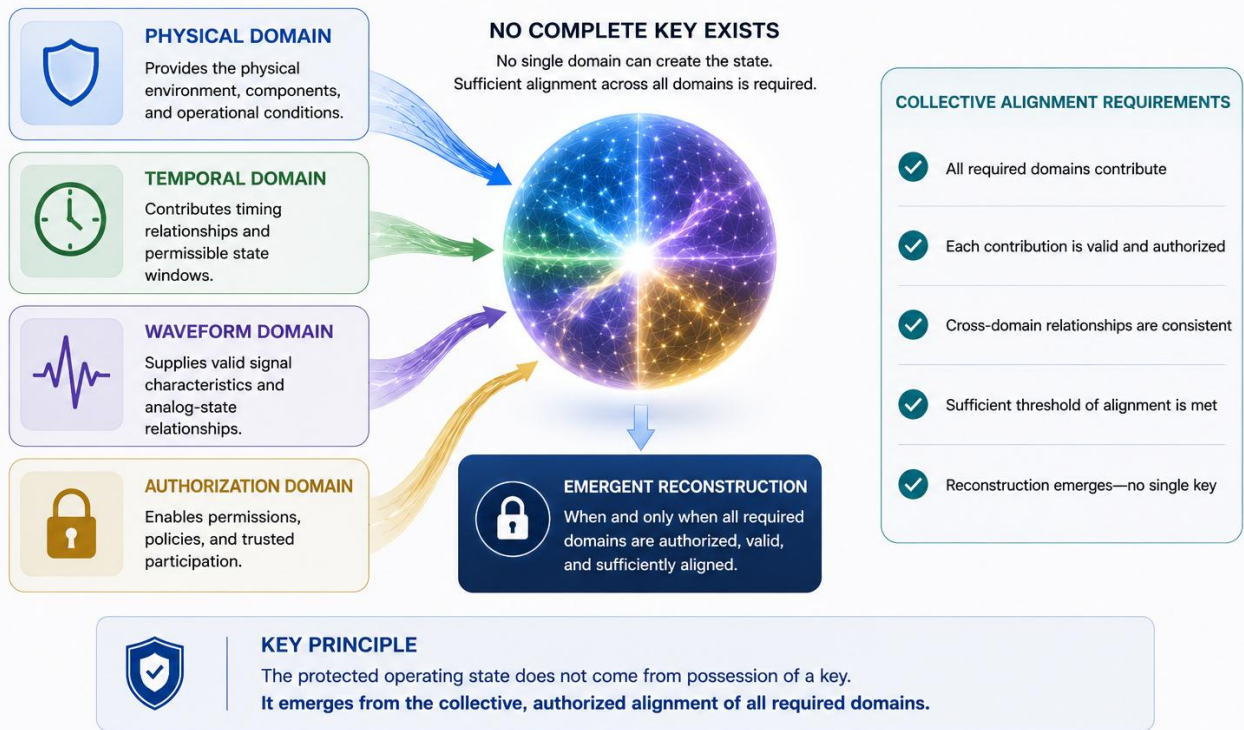 PHYSICAL DOMAIN
Provides the physical
environment, components,
and operational conditions.
TEMPORAL DOMAIN
Contributes timing
relationships and
permissible state
windows.
WAVEFORM DOMAIN
Supplies valid signal
characteristics and
analog-state
relationships.
AUTHORIZATION DOMAIN
Enables permissions,
policies, and trusted
participation.
NO COMPLETE KEY EXISTS
No single domain can create the state.
Sufficient alignment across all domains is required.
EMERGENT RECONSTRUCTION
When and only when all required
domains are authorized, valid,
and sufficiently aligned.
COLLECTIVE ALIGNMENT REQUIREMENTS
All required domains contribute
Each contribution is valid and authorized
Cross-domain relationships are consistent
Sufficient threshold of alignment is met
Reconstruction emerges—no single key
KEY PRINCIPLE
The protected operating state does not come from possession of a key.
It emerges from the collective, authorized alignment of all required domains.